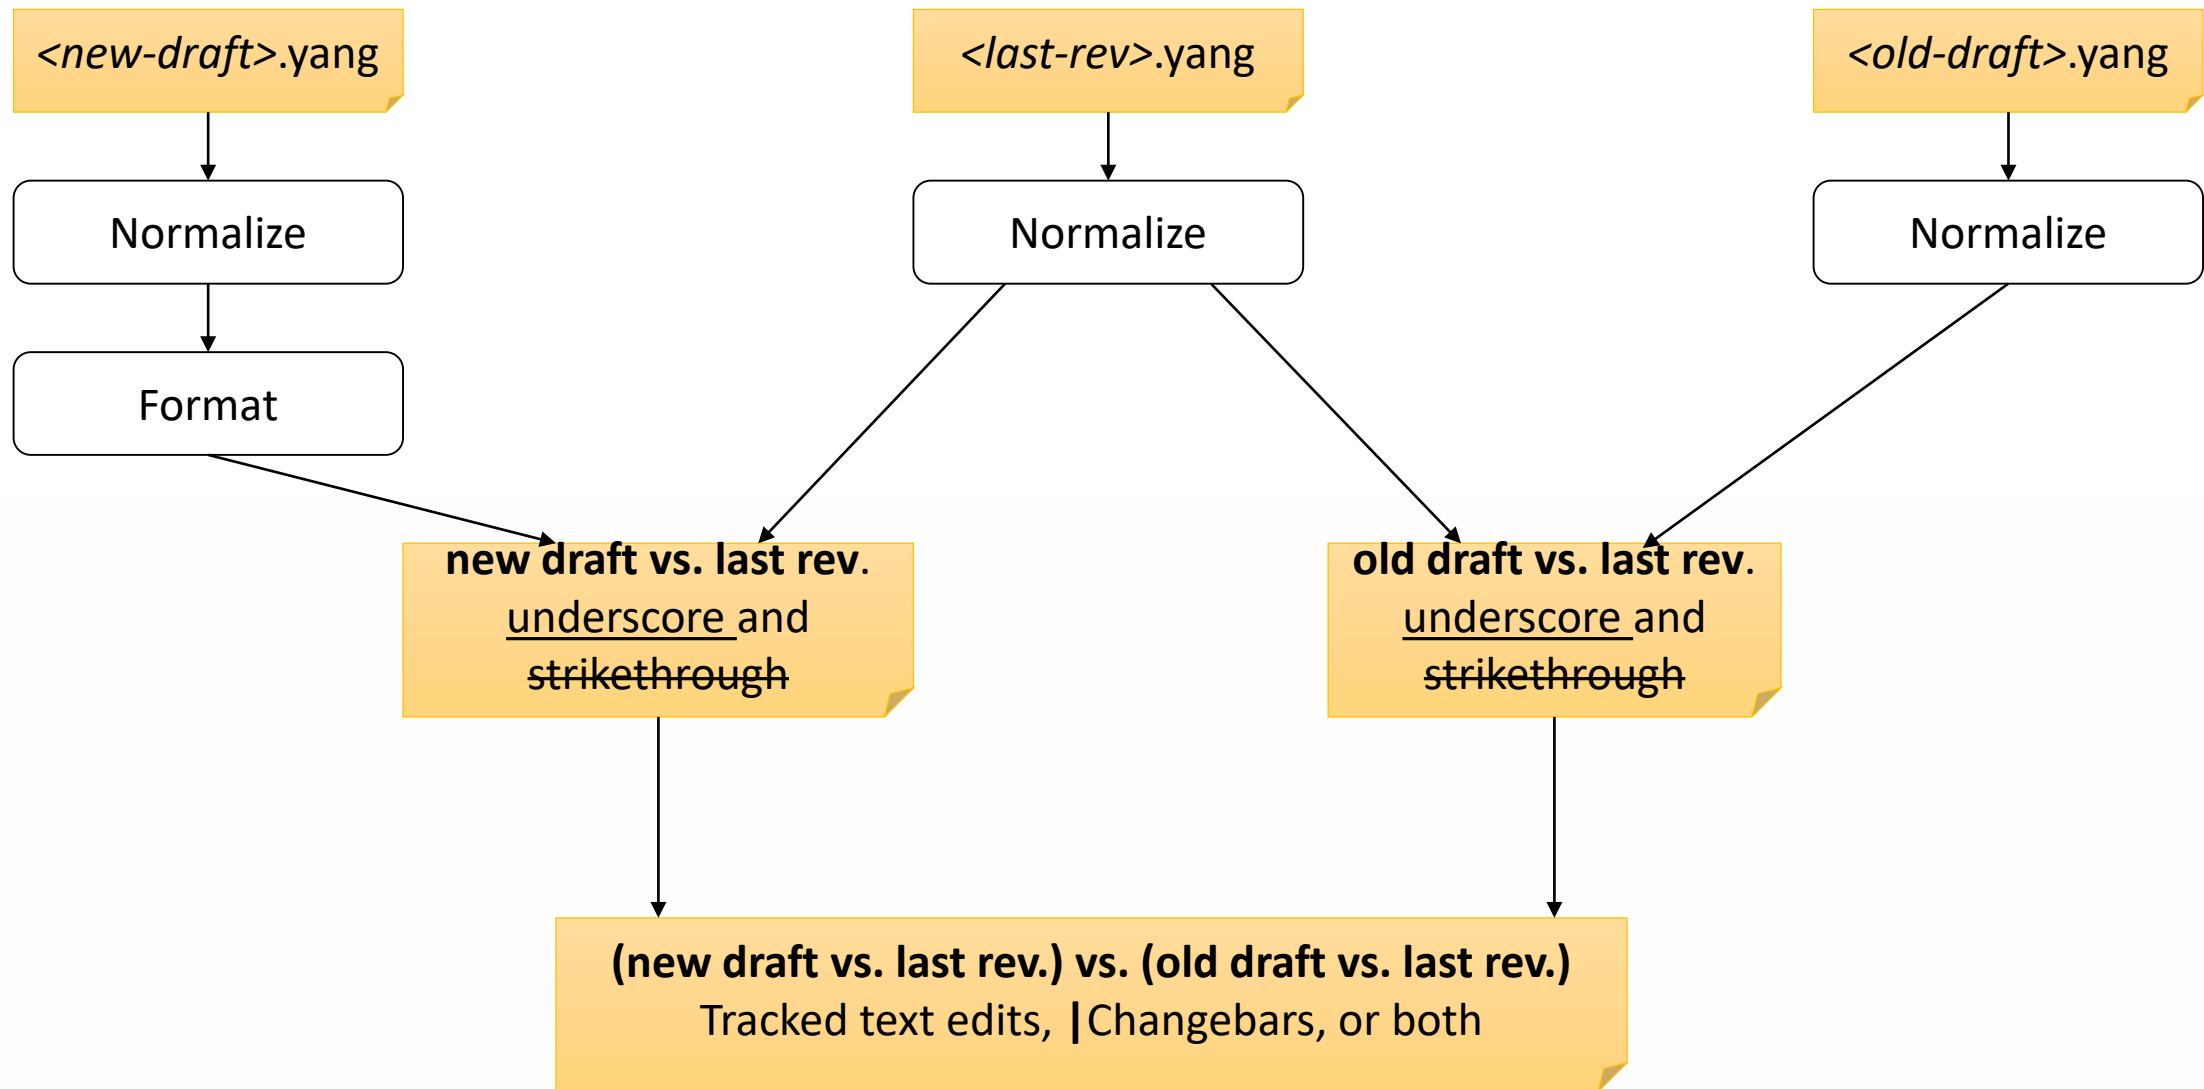 <new-draft>.yang
<last-rev>.yang
<old-draft>.yang
Normalize
Normalize
Normalize
Format
new draft vs. last rev.
underscore and
strikethrough
old draft vs. last rev.
underscore and
strikethrough
(new draft vs. last rev.) vs. (old draft vs. last rev.)
Tracked text edits, |Changebars, or both